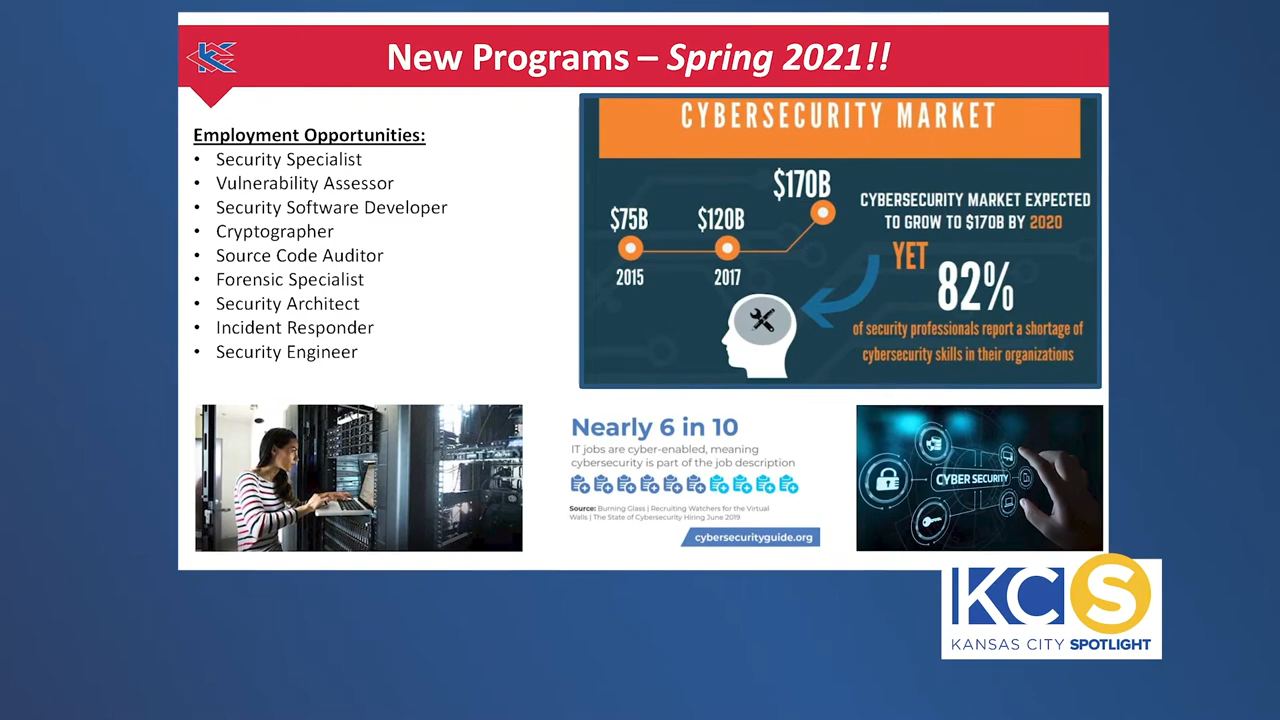 New Programs – Spring 2021!!
Employment Opportunities:
• Security Specialist
• Vulnerability Assessor
• Security Software Developer
• Cryptographer
• Source Code Auditor
• Forensic Specialist
• Security Architect
• Incident Responder
• Security Engineer
CYBERSECURITY MARKET
$75B
$120B
$170B
2015
2017
CYBERSECURITY MARKET EXPECTED
TO GROW TO $170B BY 2020
YET
82%
of security professionals report a shortage of
cybersecurity skills in their organizations
Nearly 6 in 10
IT jobs are cyber-enabled, meaning
cybersecurity is part of the job description
Source: Burning Glass | Recruiting Watchers for the Virtual
Walls | The State of Cybersecurity Hiring June 2019
cybersecurityguide.org
CYBER SECURITY
KCS
KANSAS CITY SPOTLIGHT